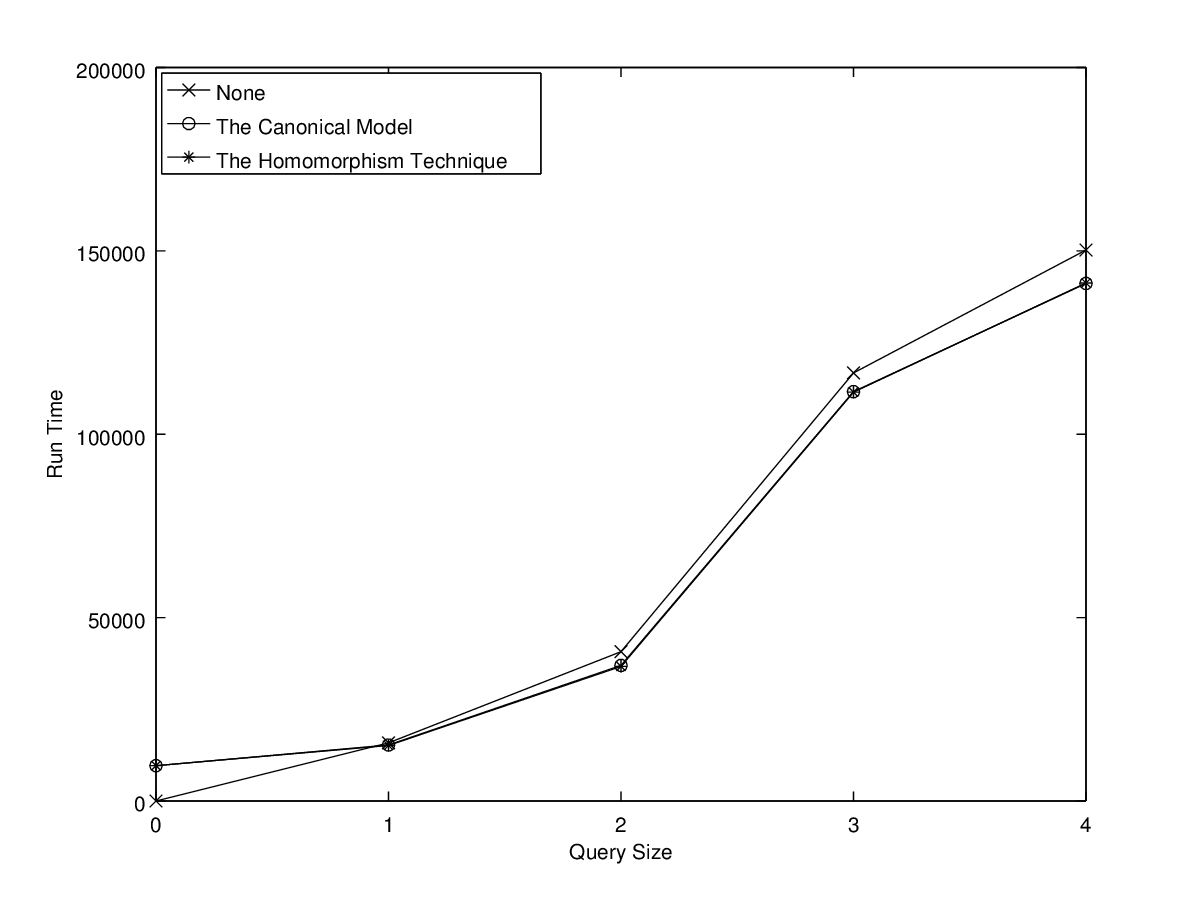 200000
None
The Canonical Model
The Homomorphism Technique
150000
100000
Run Time
50000
0
0 1 2 3 4
Query Size